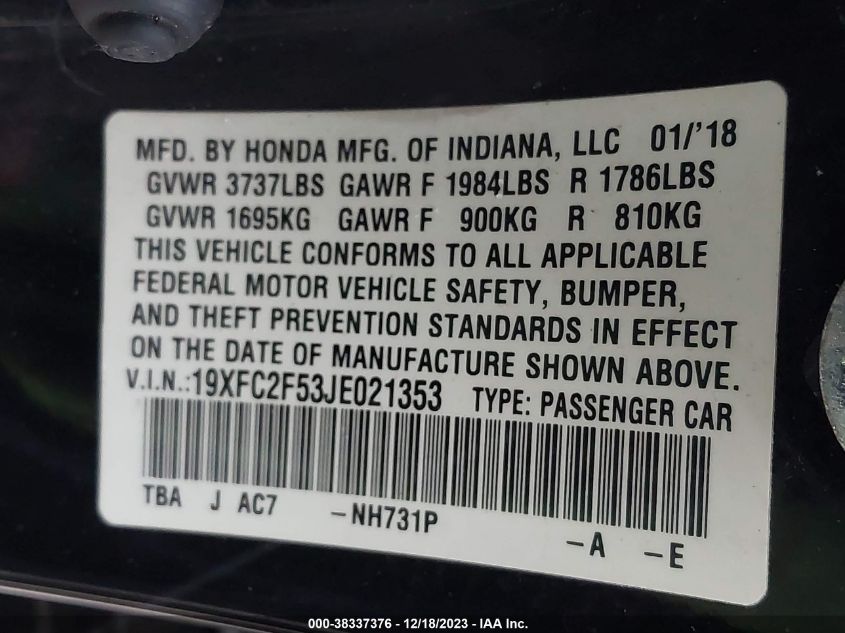 MFD. BY HONDA MFG. OF INDIANA, LLC 01/'18
GVWR 3737LBS GAWR F 1984LBS R 1786LBS
GVWR 1695KG GAWR F 900KG R 810KG
THIS VEHICLE CONFORMS TO ALL APPLICABLE
FEDERAL MOTOR VEHICLE SAFETY, BUMPER,
AND THEFT PREVENTION STANDARDS IN EFFECT
ON THE DATE OF MANUFACTURE SHOWN ABOVE.
V.I.N.:19XFC2F53JE021353 TYPE: PASSENGER CAR
TBA J AC7 -NH731P -A -E
000-38337376 - 12/18/2023 - IAA Inc.